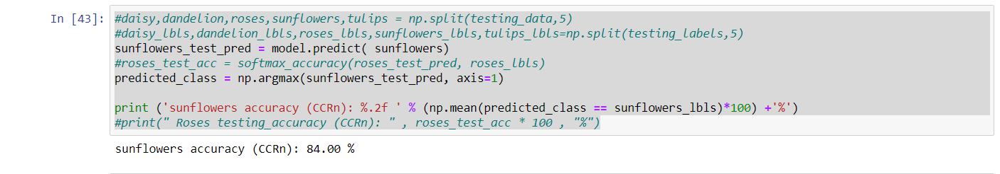 In [43]: #daisy,dandelion,roses,sunflowers,tulips = np.split(testing_data,5)
#daisy_lbls,dandelion_lbls,roses_lbls,sunflowers_lbls,tulips_lbls=np.split(testing_labels,5)
sunflowers_test_pred = model.predict( sunflowers)
#roses_test_acc = softmax_accuracy(roses_test_pred, roses_lbls)
predicted_class = np.argmax(sunflowers_test_pred, axis=1)
print ('sunflowers accuracy (CCRn): %.2f ' % (np.mean(predicted_class == sunflowers_lbls)*100) +'%')
#print(" Roses testing_accuracy (CCRn): " , roses_test_acc * 100 , "%")
sunflowers accuracy (CCRn): 84.00 %